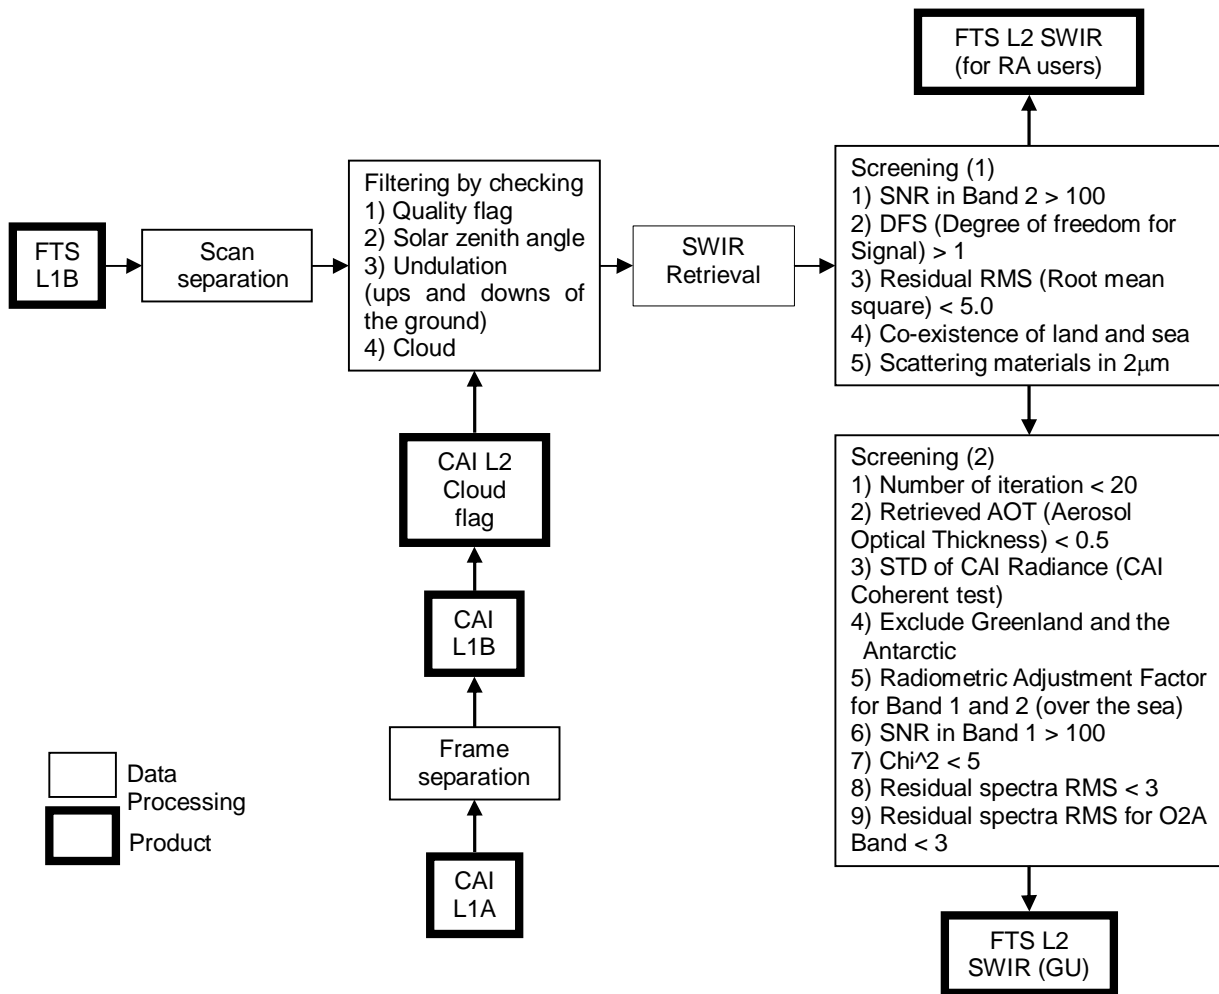 FTS L2 SWIR
(for RA users)
Screening (1)
1) SNR in Band 2 > 100
2) DFS (Degree of freedom for
Signal) > 1
3) Residual RMS (Root mean
square) < 5.0
4) Co-existence of land and sea
5) Scattering materials in 2μm
Filtering by checking
1) Quality flag
2) Solar zenith angle
3) Undulation
(ups and downs of
the ground)
4) Cloud
FTS
L1B
Scan
separation
SWIR
Retrieval
CAI L2
Cloud
flag
CAI
L1B
Frame
separation
CAI
L1A
Screening (2)
1) Number of iteration < 20
2) Retrieved AOT (Aerosol
Optical Thickness) < 0.5
3) STD of CAI Radiance (CAI
Coherent test)
4) Exclude Greenland and the
Antarctic
5) Radiometric Adjustment Factor
for Band 1 and 2 (over the sea)
6) SNR in Band 1 > 100
7) Chi^2 < 5
8) Residual spectra RMS < 3
9) Residual spectra RMS for O2A
Band < 3
Data
Processing
Product
FTS L2
SWIR (GU)